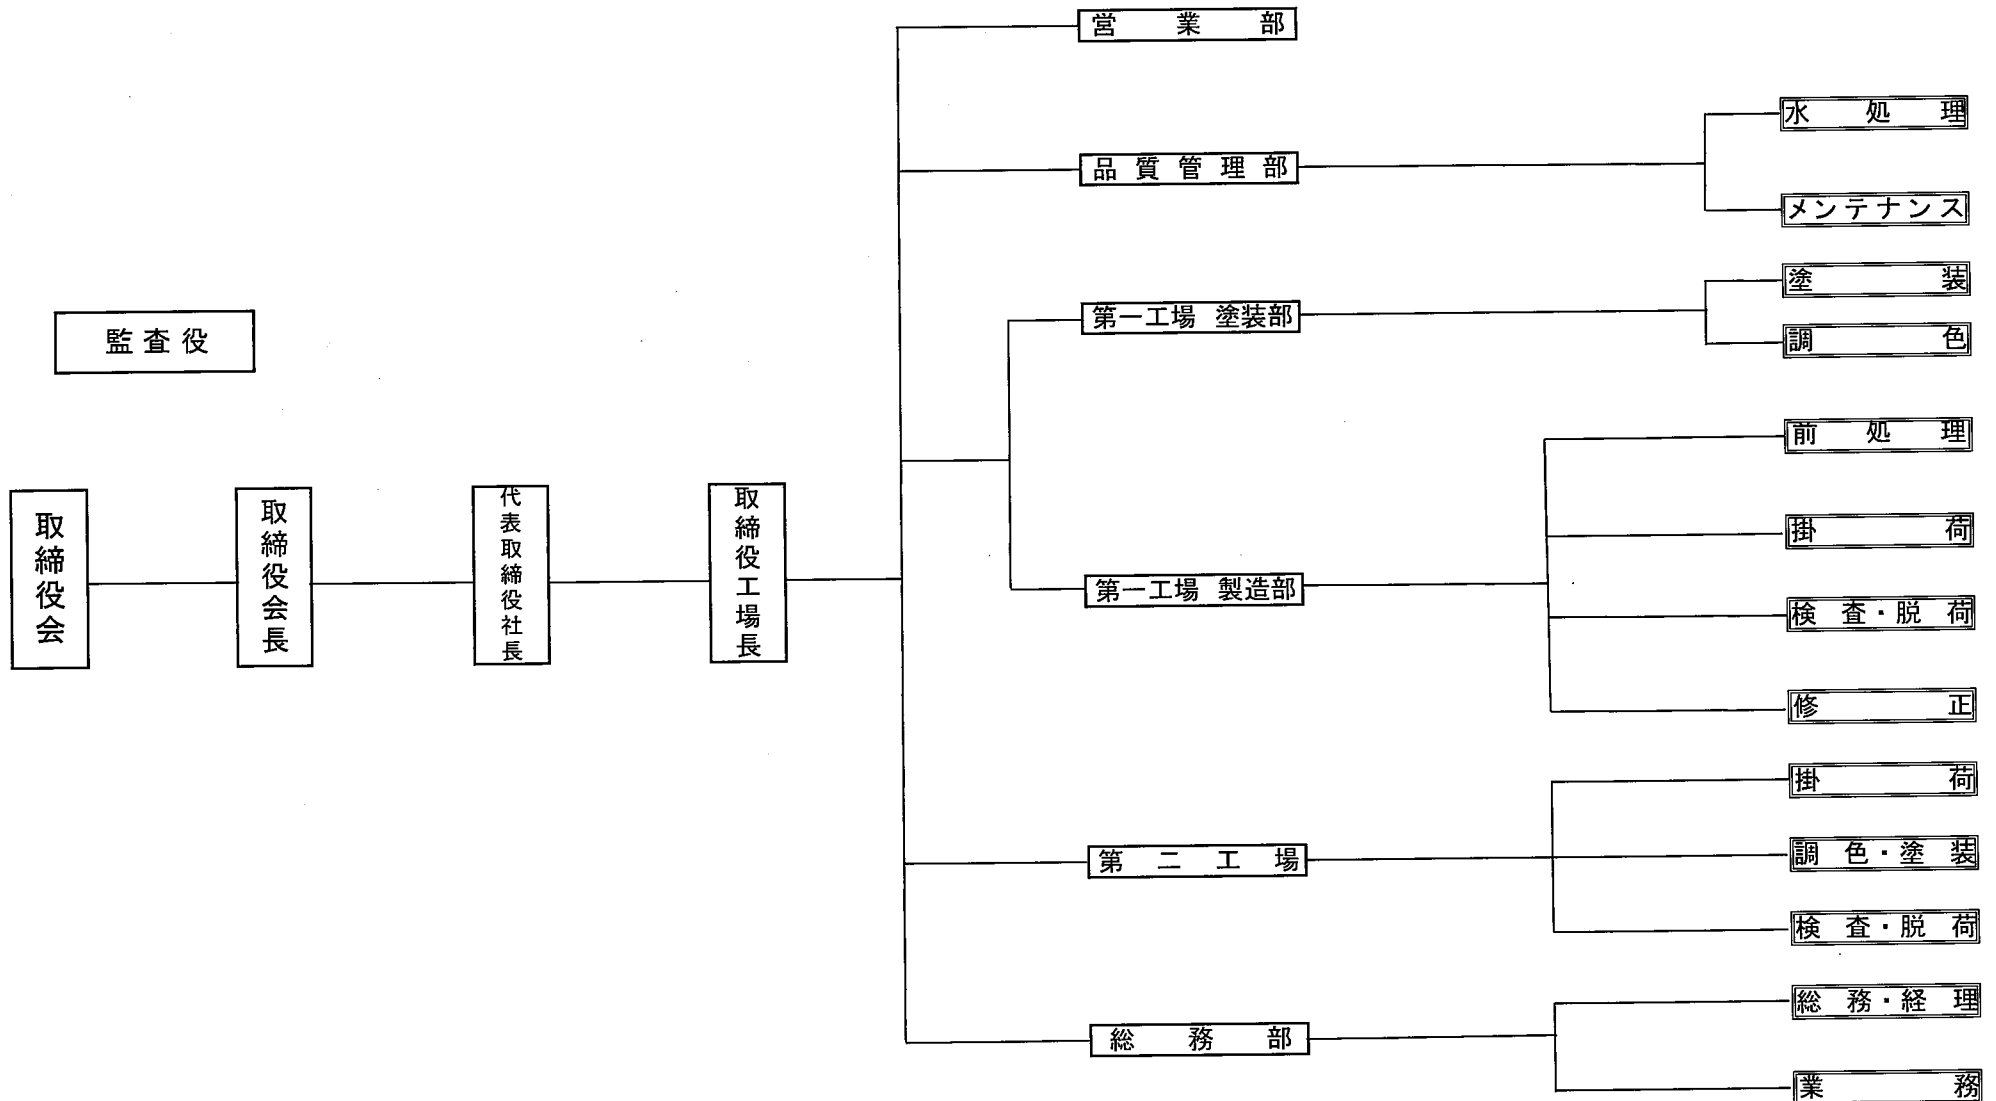 営業部
水処理
品質管理部
メンテナンス
塗装
第一工場 塗装部
調色
監査役
前処理
取締役会
取締役会長
代表取締役社長
取締役工場長
掛荷
第一工場 製造部
検査・脱荷
修正
掛荷
第二工場
調色・塗装
検査・脱荷
総務・経理
総務部
業務